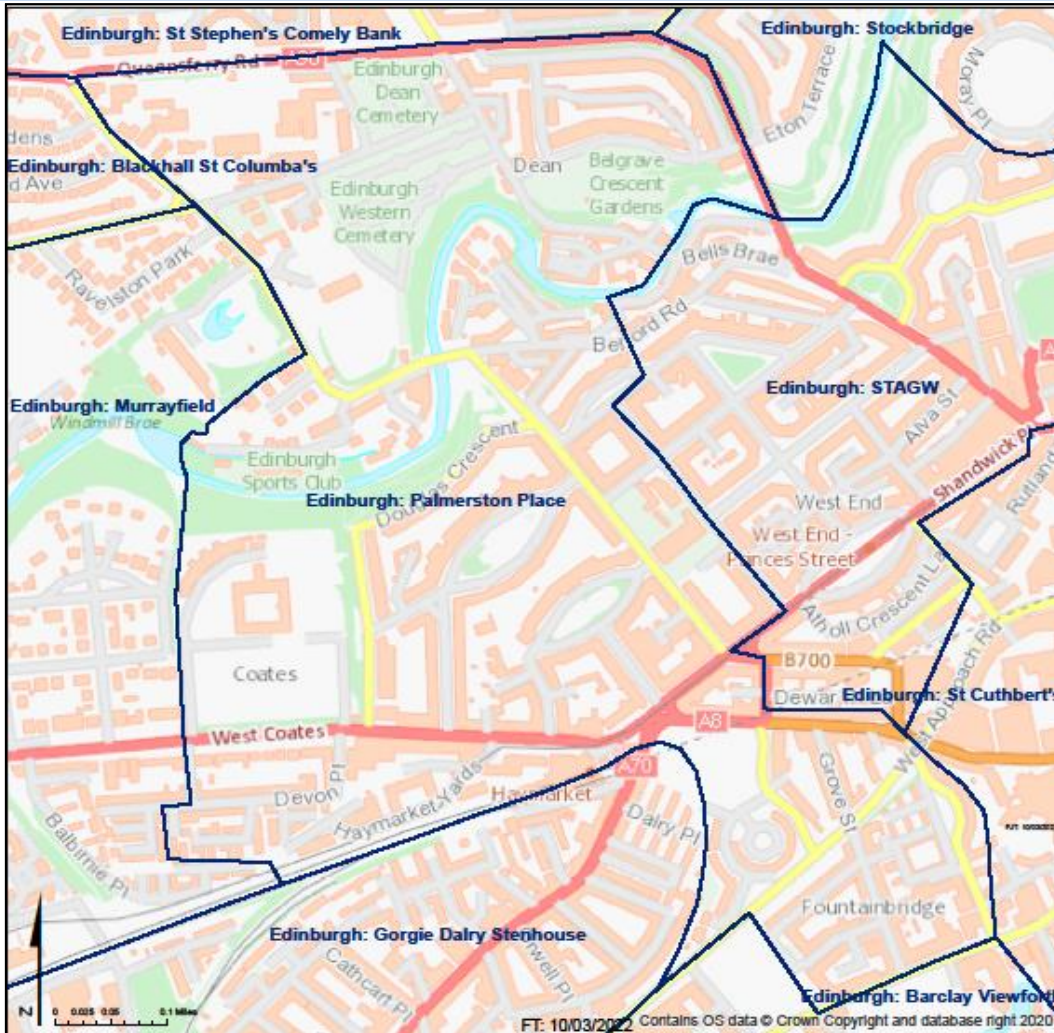 Edinburgh: St Stephen's Comely Bank
Edinburgh: Stockbridge
Queensferry Rd
Edinburgh
Dean
Cemetery
Eton Terrace
Moray Pl
dens
Edinburgh: Blackhall St Columba's
d Ave
Dean
Belgrave
Crescent
Gardens
Edinburgh
Western
Cemetery
Ravelston Park
Bells Brae
Belford Rd
Edinburgh: STAGW
Edinburgh: Murrayfield
Windmill Brae
Alva St
Shandwick P
Douglas Crescent
Edinburgh
Sports Club
Edinburgh: Palmerston Place
Rutland
West End
West End -
Princes Street
Atholl Crescent La
Coates
B700
West Approach Rd
Dewar
Edinburgh: St Cuthbert's
West Coates
A8
A70
Devon Pl
Haymarket Yards
Haymarket
Grove St
Dalry Pl
Balbirnie Pl
Fountainbridge
Edinburgh: Gorgie Dalry Stenhouse
Cathcart Pl
well Pl
Edinburgh: Barclay Viewforth
N
0 0.025 0.05 0.1 Miles
FT: 10/03/2022 Contains OS data © Crown Copyright and database right 2020